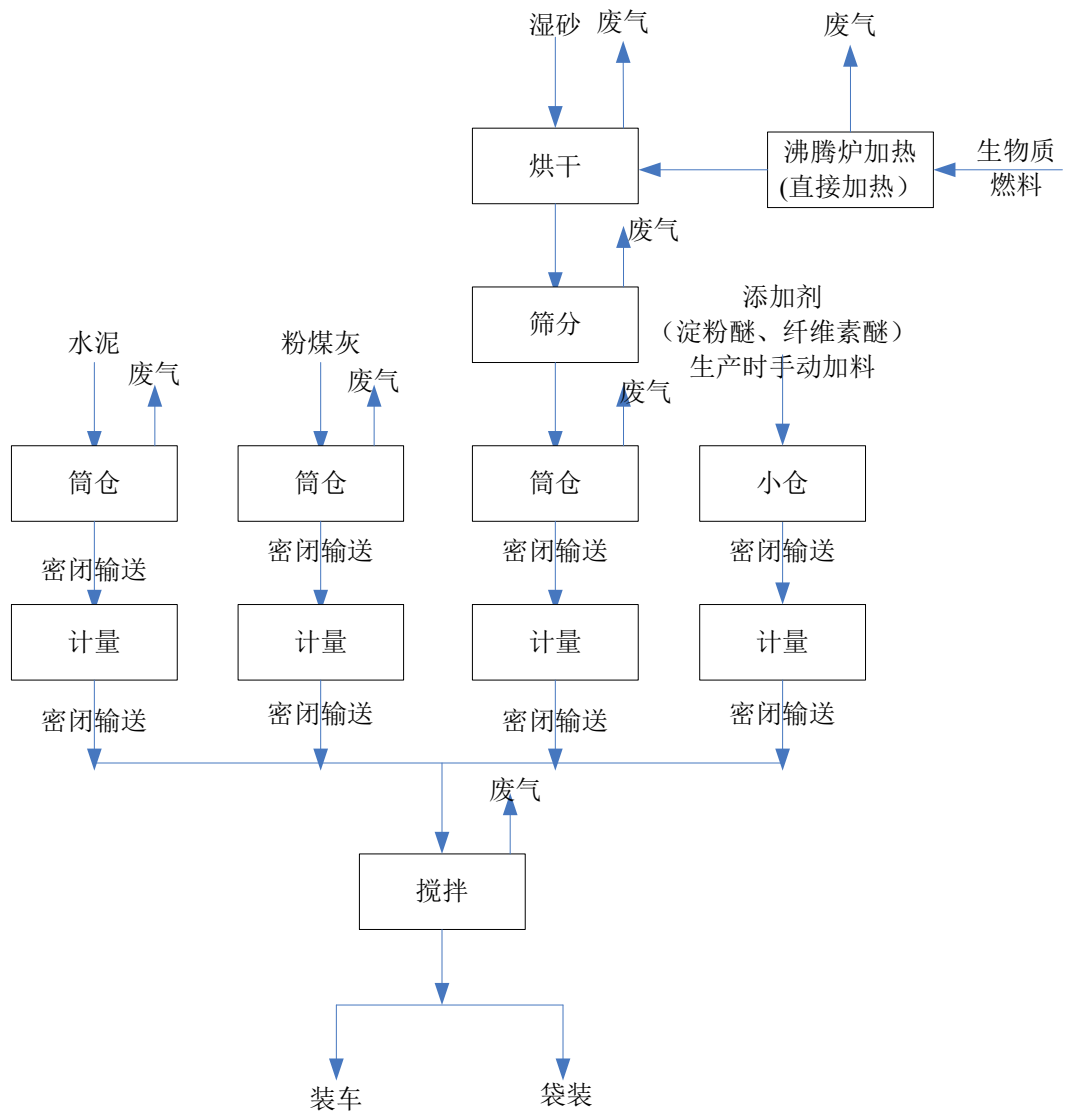 湿砂
废气
废气
烘干
沸腾炉加热
(直接加热）
生物质
燃料
废气
筛分
添加剂
（淀粉醚、纤维素醚）
生产时手动加料
水泥
废气
粉煤灰
废气
废气
筒仓
筒仓
筒仓
小仓
密闭输送
密闭输送
密闭输送
密闭输送
计量
计量
计量
计量
密闭输送
密闭输送
密闭输送
密闭输送
废气
搅拌
装车
袋装